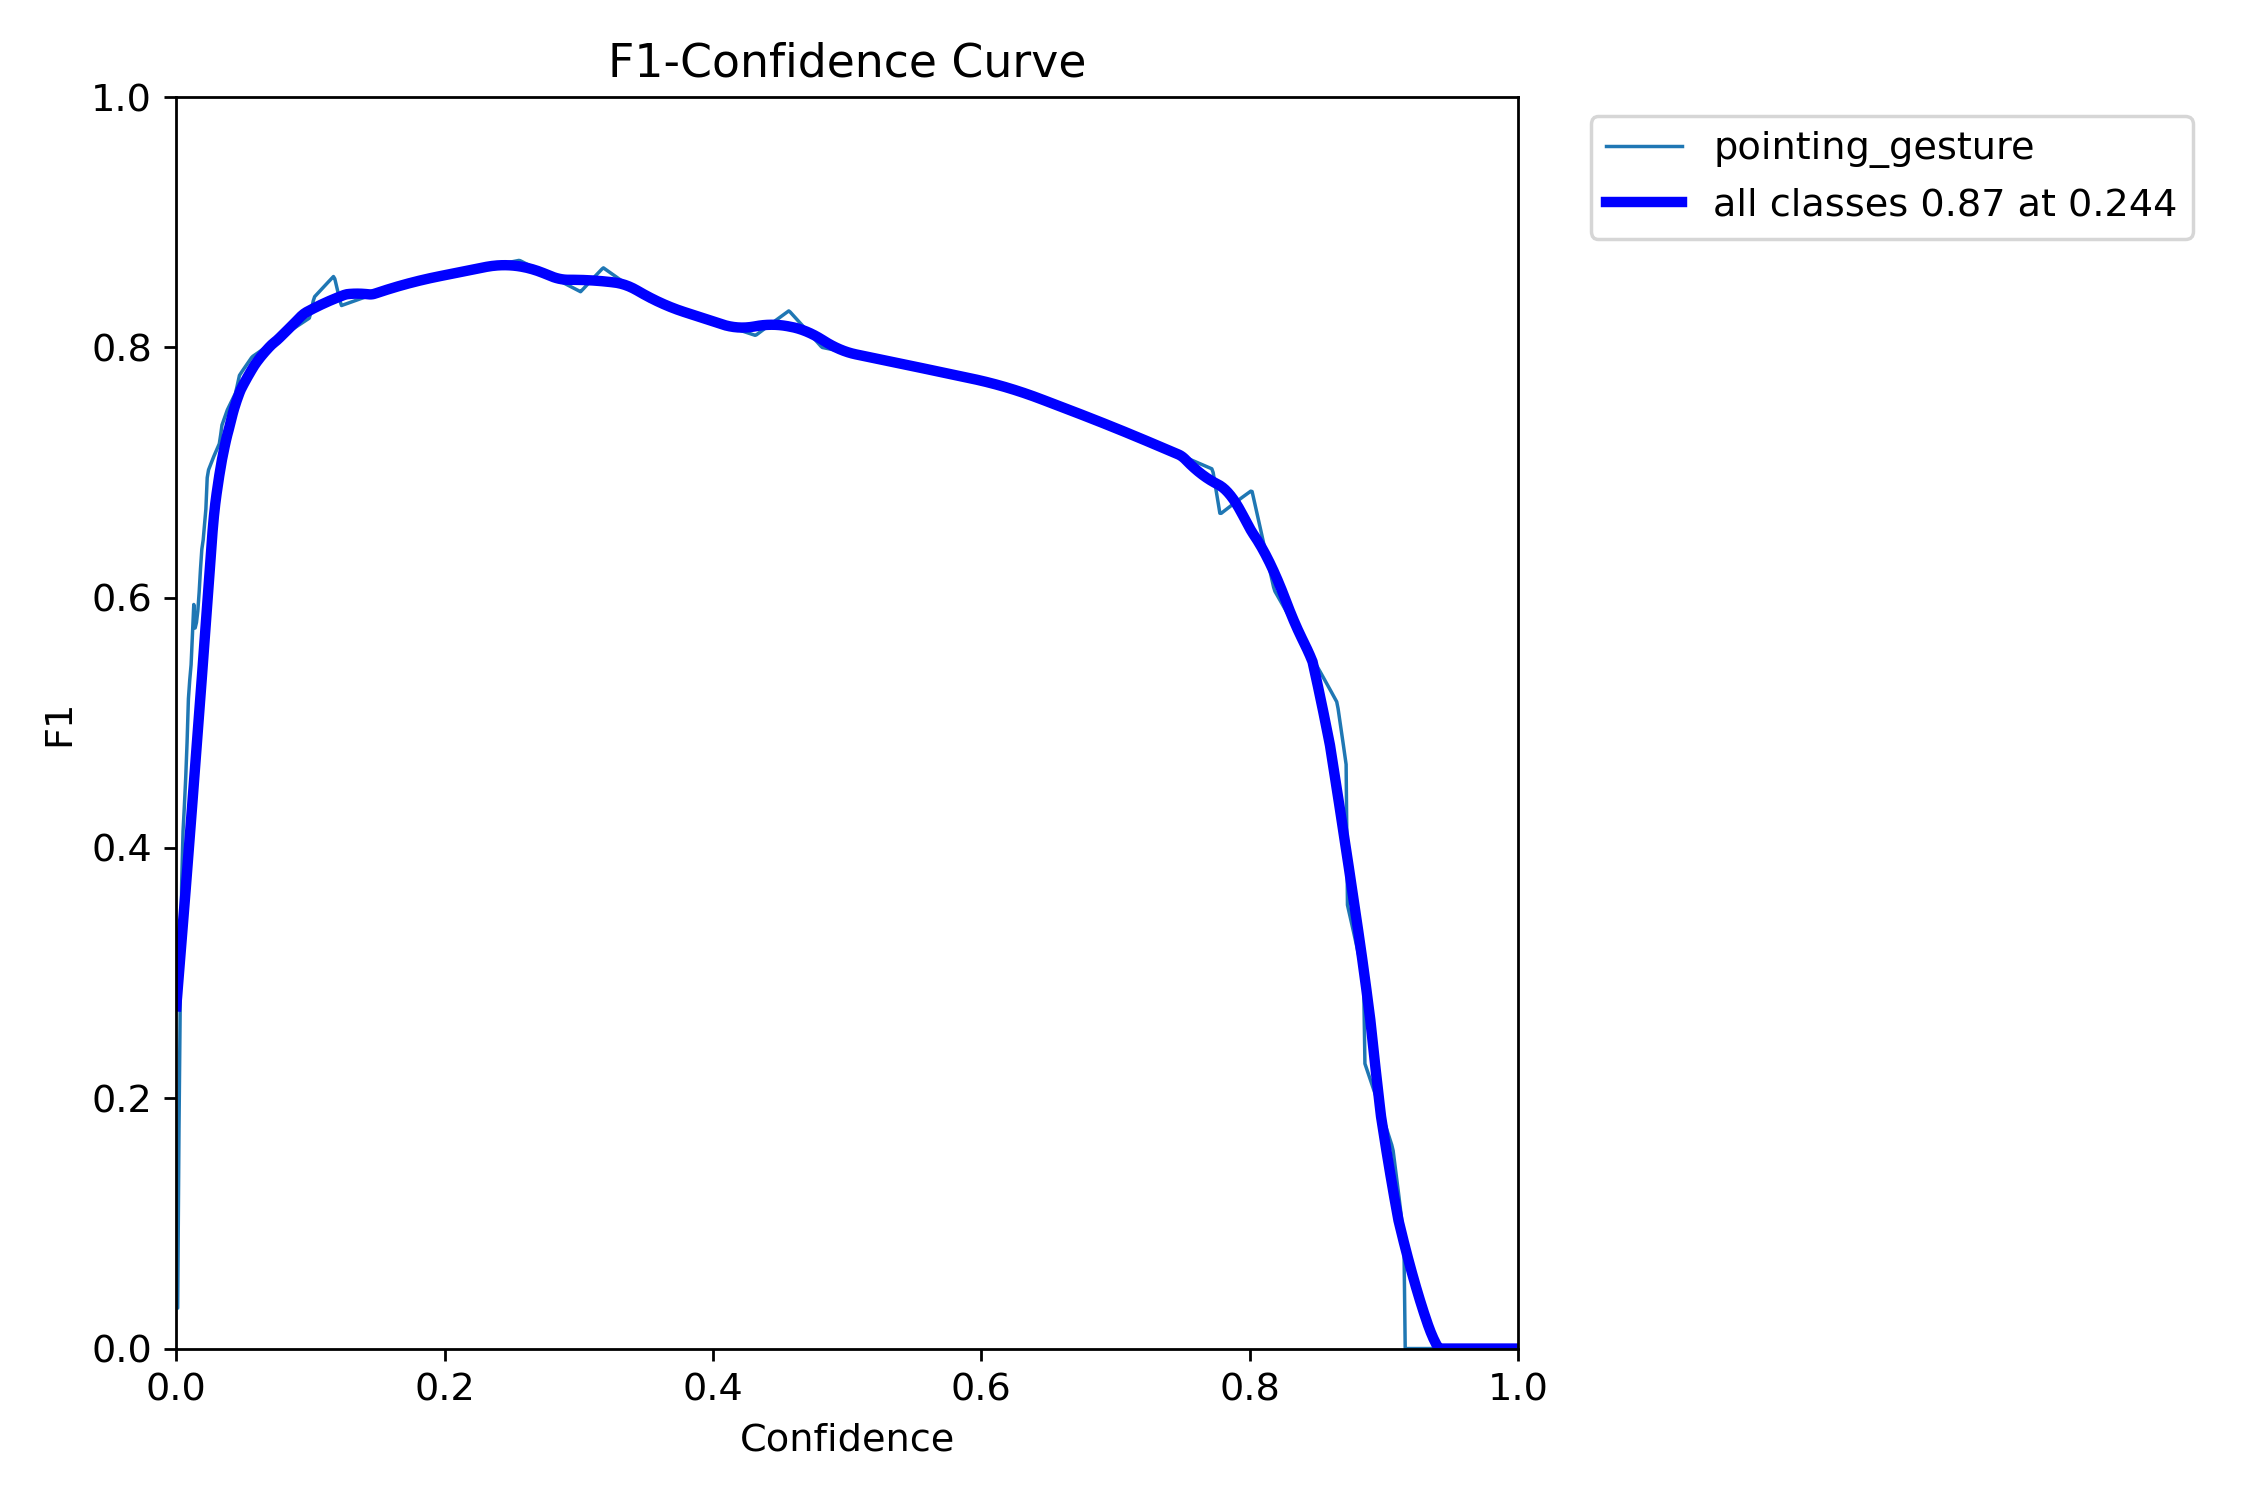 F1-Confidence Curve
1.0
0.8
0.6
0.4
0.2
0.0
F1
0.0 0.2 0.4 0.6 0.8 1.0
Confidence
pointing_gesture
all classes 0.87 at 0.244